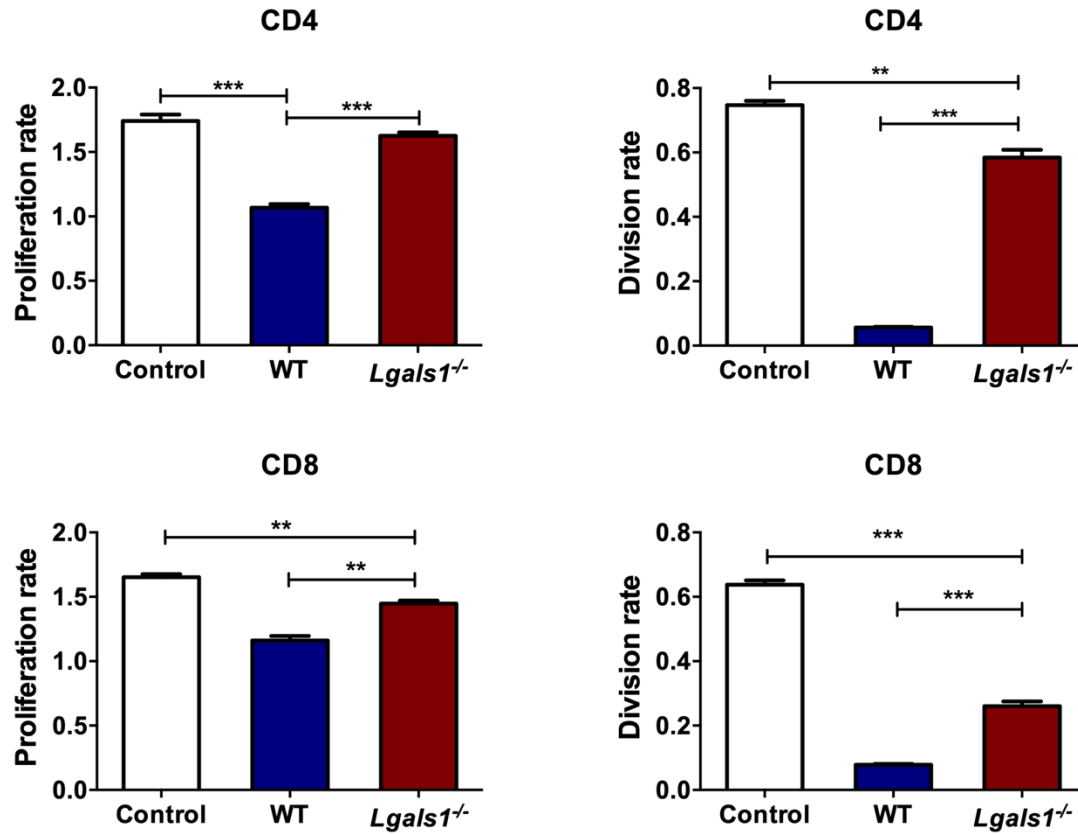 CD4
***
***
Proliferation rate
2.0
1.5
1.0
0.5
0.0
Control WT Lgals1-/-
CD4
**
***
Division rate
0.8
0.6
0.4
0.2
0.0
Control WT Lgals1-/-
CD8
**
**
Proliferation rate
2.0
1.5
1.0
0.5
0.0
Control WT Lgals1-/-
CD8
***
***
Division rate
0.8
0.6
0.4
0.2
0.0
Control WT Lgals1-/-